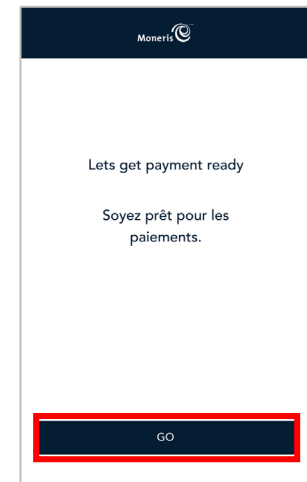 Moneris
Lets get payment ready
Soyez prêt pour les
paiements.
GO